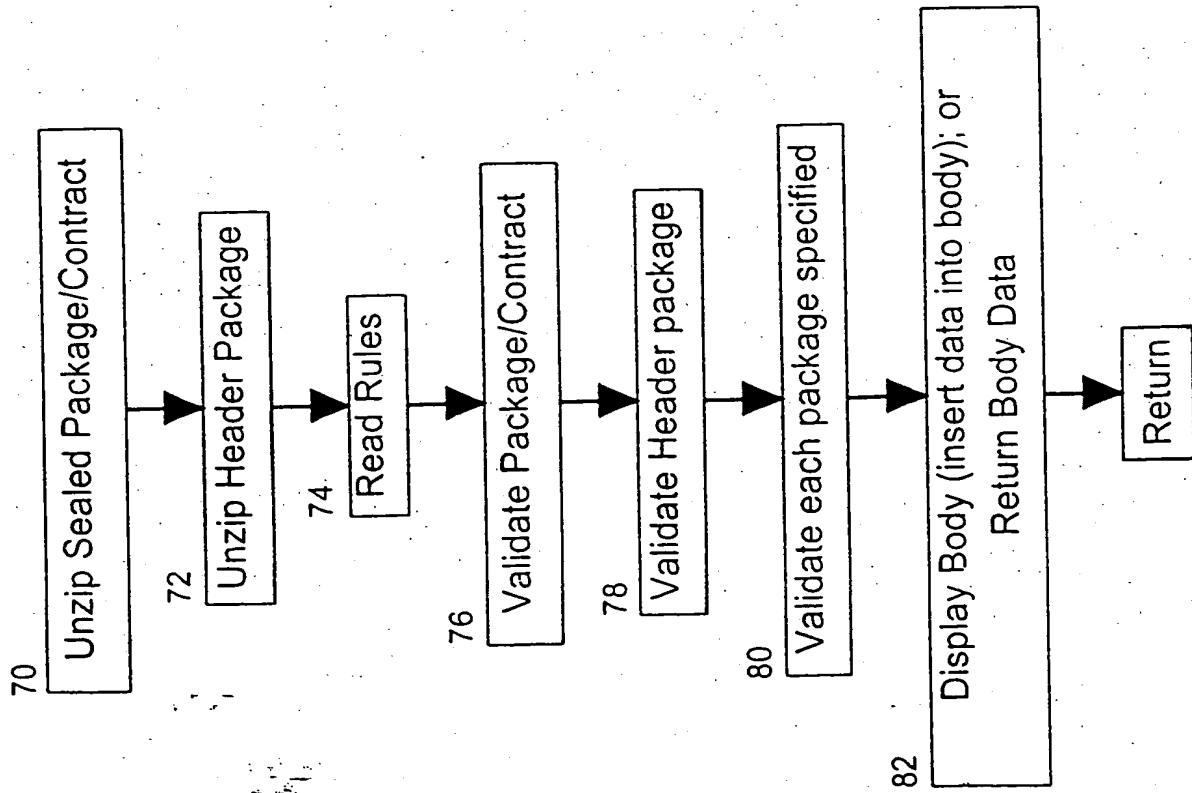 70
Unzip Sealed Package/Contract
72
Unzip Header Package
74
Read Rules
76
Validate Package/Contract
78
Validate Header package
80
Validate each package specified
82
Display Body (insert data into body); or
Return Body Data
Return